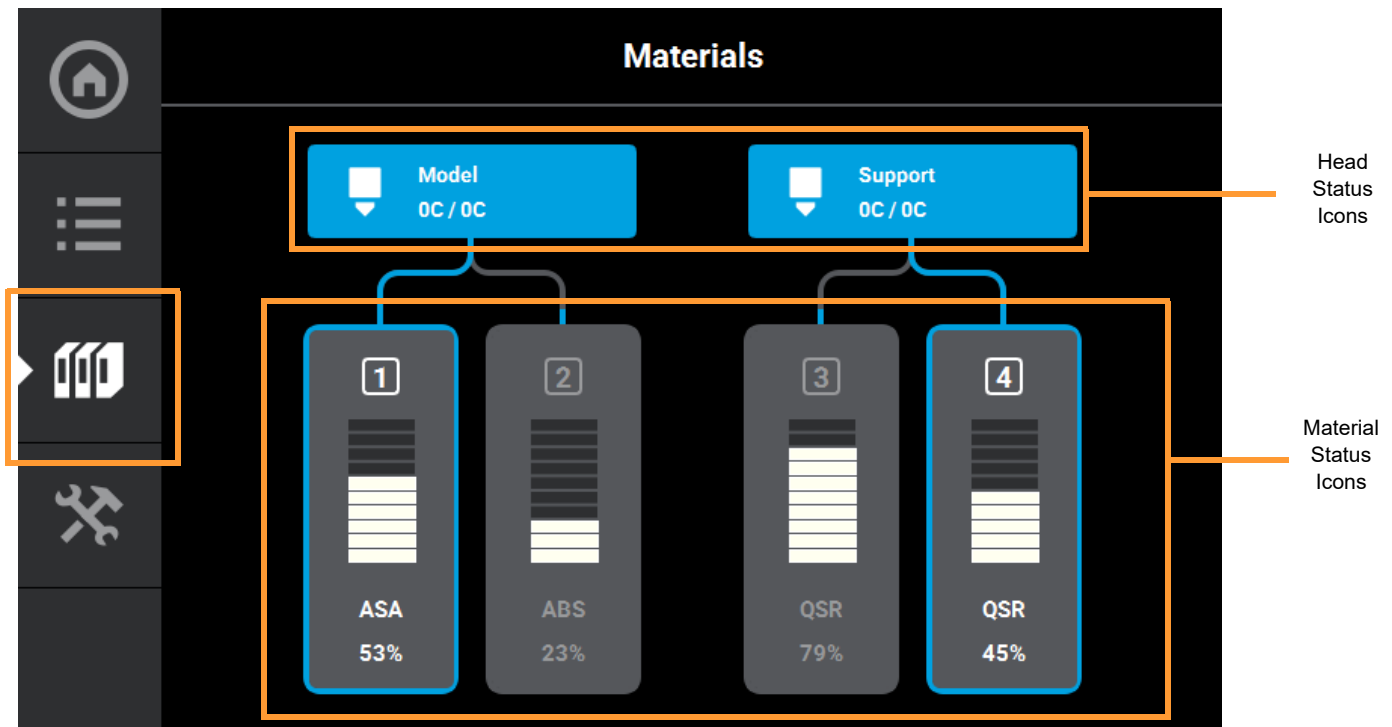 Materials
Model
0C / 0C
Support
0C / 0C
Head
Status
Icons
1
2
3
4
ASA
53%
ABS
23%
QSR
79%
QSR
45%
Material
Status
Icons